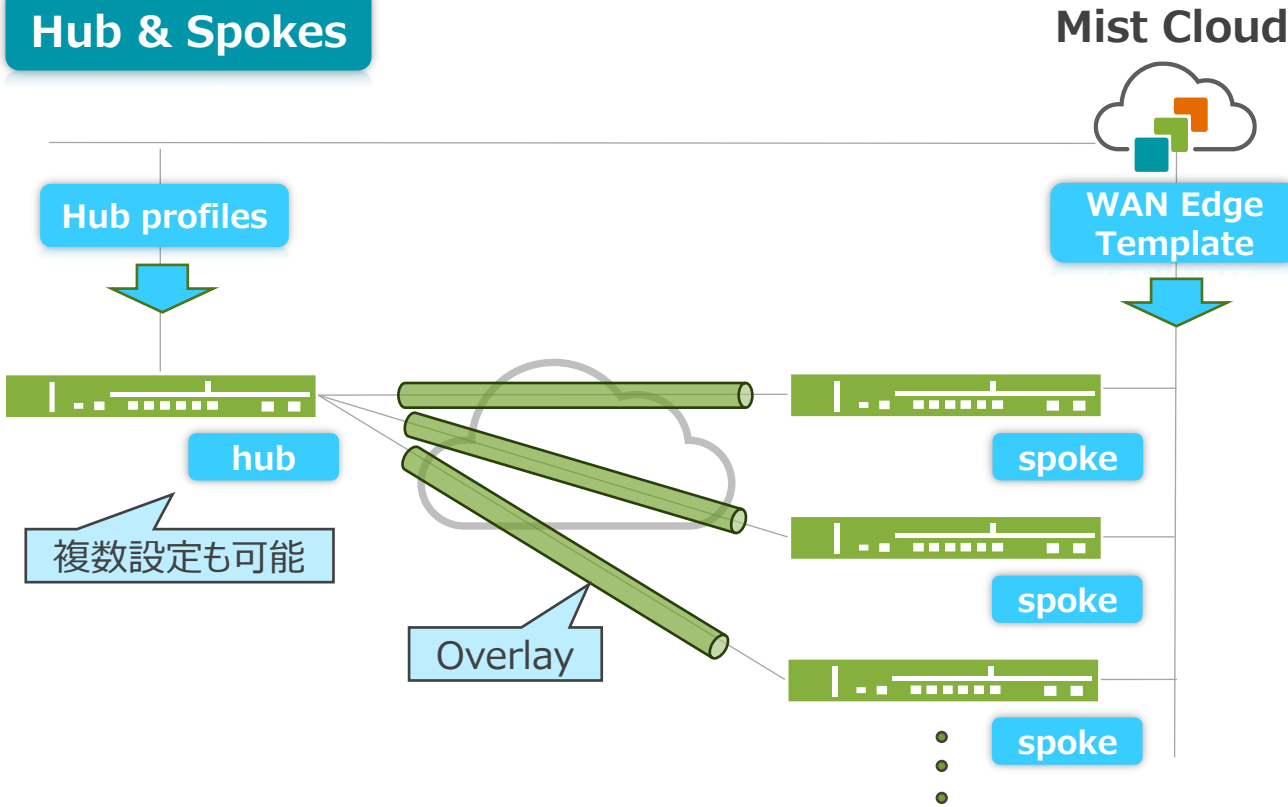 Hub & Spokes
Mist Cloud
Hub profiles
WAN Edge
Template
hub
spoke
複数設定も可能
spoke
Overlay
spoke